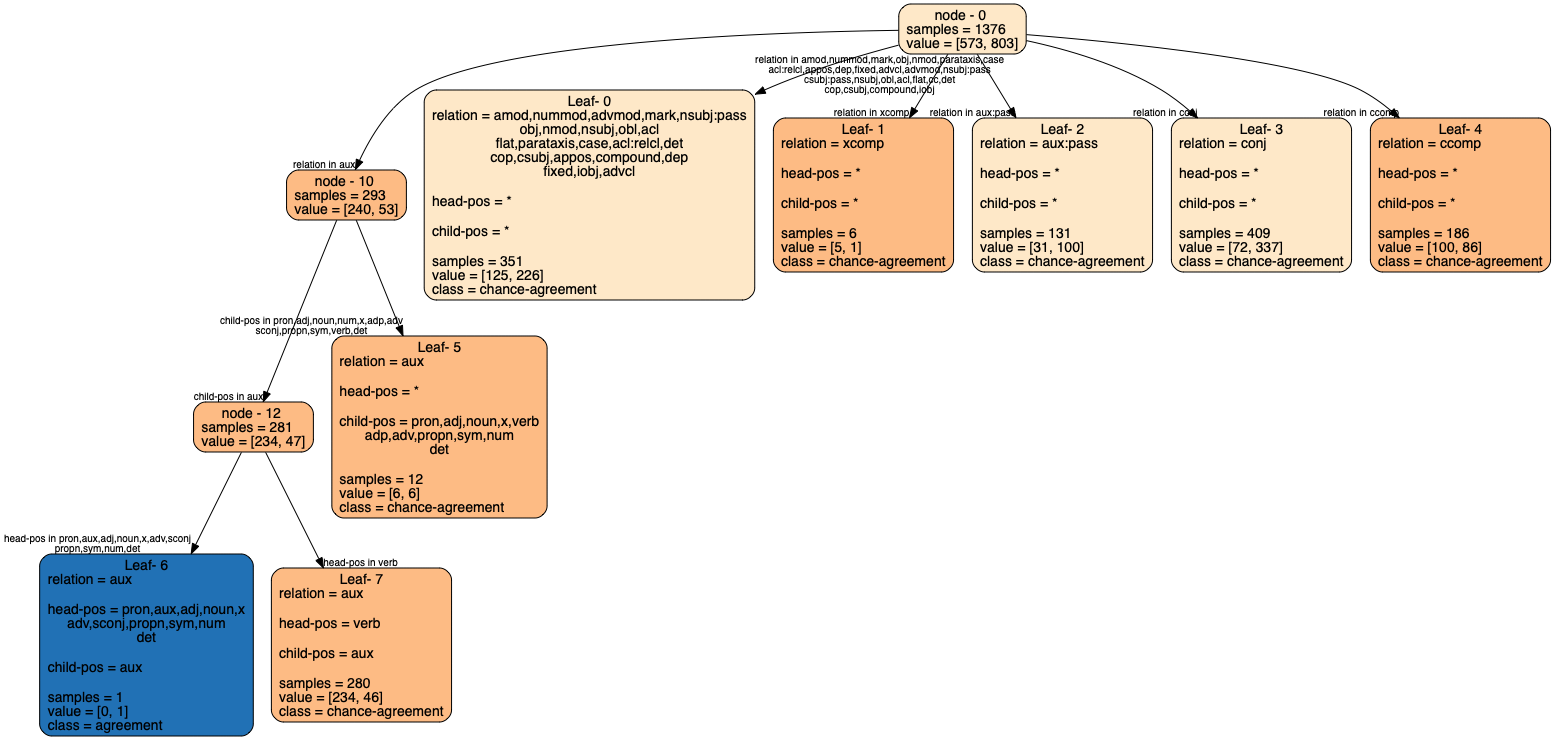 node - 0
samples = 1376
value = [573, 803]
relation in amod,nummod,mark,obj,nmod,parataxis,case
acl:relcl,appos,dep,fixed,advcl,advmod,nsubj:pass
csubj:pass,nsubj,obl,acl,flat,cc,det
cop,csubj,compound,iobj
relation in xcomp
relation in aux:pass
relation in conj
relation in ccomp
Leaf- 0
relation = amod,nummod,advmod,mark,nsubj:pass
obj,nmod,nsubj,obl,acl
flat,parataxis,case,acl:relcl,det
cop,csubj,appos,compound,dep
fixed,iobj,advcl
head-pos = *
child-pos = *
samples = 351
value = [125, 226]
class = chance-agreement
Leaf- 1
relation = xcomp
head-pos = *
child-pos = *
samples = 6
value = [5, 1]
class = chance-agreement
Leaf- 2
relation = aux:pass
head-pos = *
child-pos = *
samples = 131
value = [31, 100]
class = chance-agreement
Leaf- 3
relation = conj
head-pos = *
child-pos = *
samples = 409
value = [72, 337]
class = chance-agreement
Leaf- 4
relation = ccomp
head-pos = *
child-pos = *
samples = 186
value = [100, 86]
class = chance-agreement
relation in aux
node - 10
samples = 293
value = [240, 53]
child-pos in pron,adj,noun,num,x,adp,adv
sconj,propn,sym,verb,det
Leaf- 5
relation = aux
head-pos = *
child-pos = pron,adj,noun,x,verb
adp,adv,propn,sym,num
det
samples = 12
value = [6, 6]
class = chance-agreement
child-pos in aux
node - 12
samples = 281
value = [234, 47]
head-pos in pron,aux,adj,noun,x,adv,sconj
propn,sym,num,det
head-pos in verb
Leaf- 6
relation = aux
head-pos = pron,aux,adj,noun,x
adv,sconj,propn,sym,num
det
child-pos = aux
samples = 1
value = [0, 1]
class = agreement
Leaf- 7
relation = aux
head-pos = verb
child-pos = aux
samples = 280
value = [234, 46]
class = chance-agreement